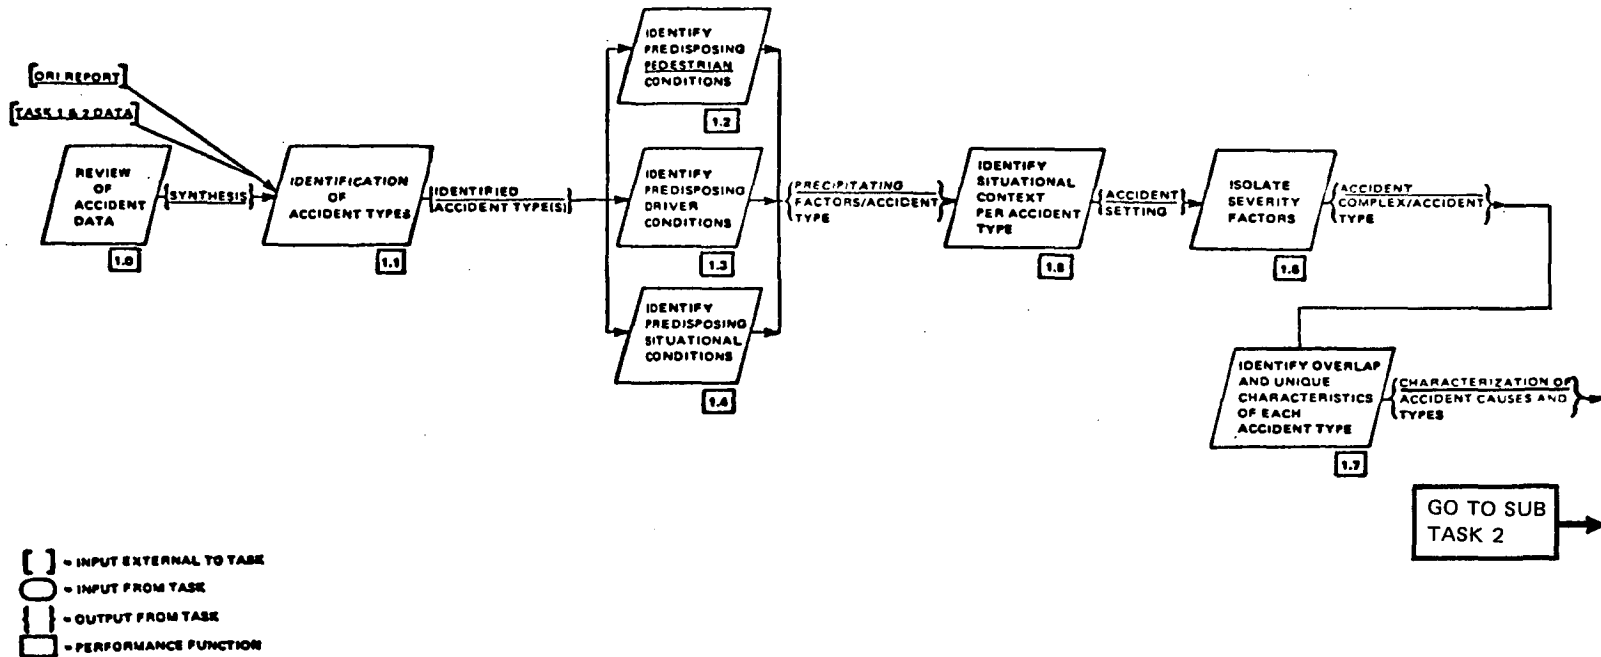 [ORI REPORT]
[TASK 1 & 2 DATA]
REVIEW
OF
ACCIDENT
DATA
1.0
{SYNTHESIS}
IDENTIFICATION
OF
ACCIDENT TYPES
1.1
{IDENTIFIED
ACCIDENT TYPE(S)}
IDENTIFY
PREDISPOSING
PEDESTRIAN
CONDITIONS
1.2
IDENTIFY
PREDISPOSING
DRIVER
CONDITIONS
1.3
IDENTIFY
PREDISPOSING
SITUATIONAL
CONDITIONS
1.4
{PRECIPITATING
FACTORS/ACCIDENT
TYPE}
IDENTIFY
SITUATIONAL
CONTEXT
PER ACCIDENT
TYPE
1.5
{ACCIDENT
SETTING}
ISOLATE
SEVERITY
FACTORS
1.6
{ACCIDENT
COMPLEX/ACCIDENT
TYPE}
IDENTIFY OVERLAP
AND UNIQUE
CHARACTERISTICS
OF EACH
ACCIDENT TYPE
1.7
{CHARACTERIZATION OF
ACCIDENT CAUSES AND
TYPES}
GO TO SUB
TASK 2
[ ] = INPUT EXTERNAL TO TASK
= INPUT FROM TASK
{ } = OUTPUT FROM TASK
= PERFORMANCE FUNCTION